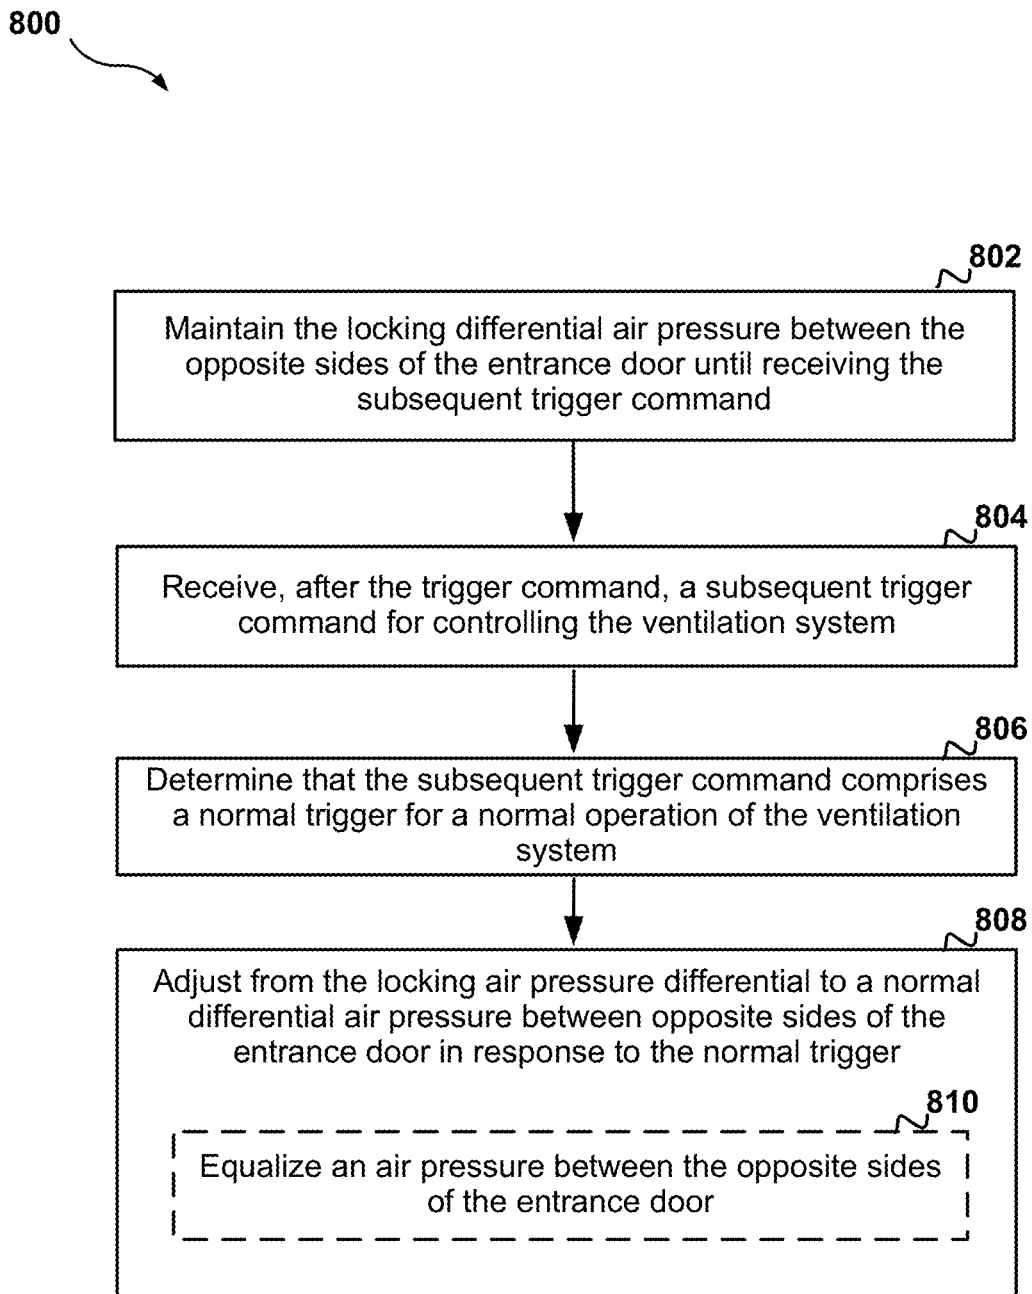 800
802
Maintain the locking differential air pressure between the
opposite sides of the entrance door until receiving the
subsequent trigger command
804
Receive, after the trigger command, a subsequent trigger
command for controlling the ventilation system
806
Determine that the subsequent trigger command comprises
a normal trigger for a normal operation of the ventilation
system
808
Adjust from the locking air pressure differential to a normal
differential air pressure between opposite sides of the
entrance door in response to the normal trigger
810
Equalize an air pressure between the opposite sides
of the entrance door